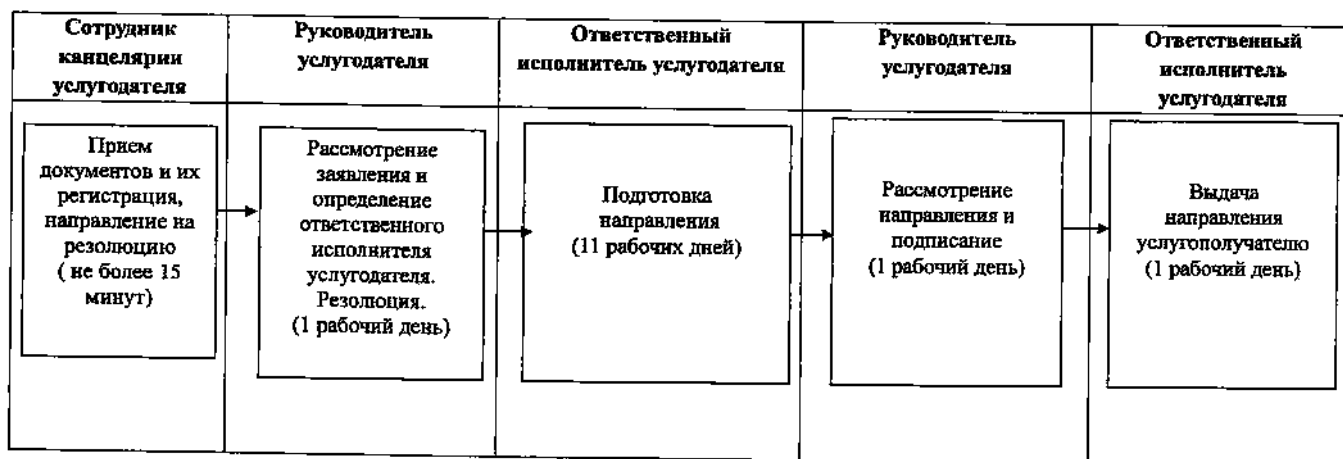 Сотрудник
канцелярии
услугодателя
Руководитель
услугодателя
Ответственный
исполнитель услугодателя
Руководитель
услугодателя
Ответственный
исполнитель
услугодателя
Прием
документов и их
регистрация,
направление на
резолюцию
( не более 15
минут)
Рассмотрение
заявления и
определение
ответственного
исполнителя
услугодателя.
Резолюция.
(1 рабочий день)
Подготовка
направления
(11 рабочих дней)
Рассмотрение
направления и
подписание
(1 рабочий день)
Выдача
направления
услугополучателю
(1 рабочий день)